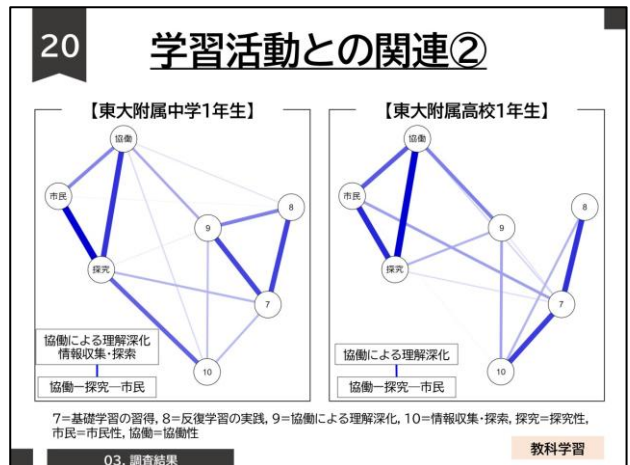 20
学習活動との関連②
【東大附属中学1年生】
協働
市民
8
9
探究
7
10
協働による理解深化
情報収集・探索
協働ー探究―市民
【東大附属高校1年生】
協働
市民
8
9
探究
7
10
協働による理解深化
協働ー探究―市民
7=基礎学習の習得, 8=反復学習の実践, 9=協働による理解深化, 10=情報収集・探索, 探究=探究性,
市民=市民性, 協働=協働性
教科学習
03. 調査結果